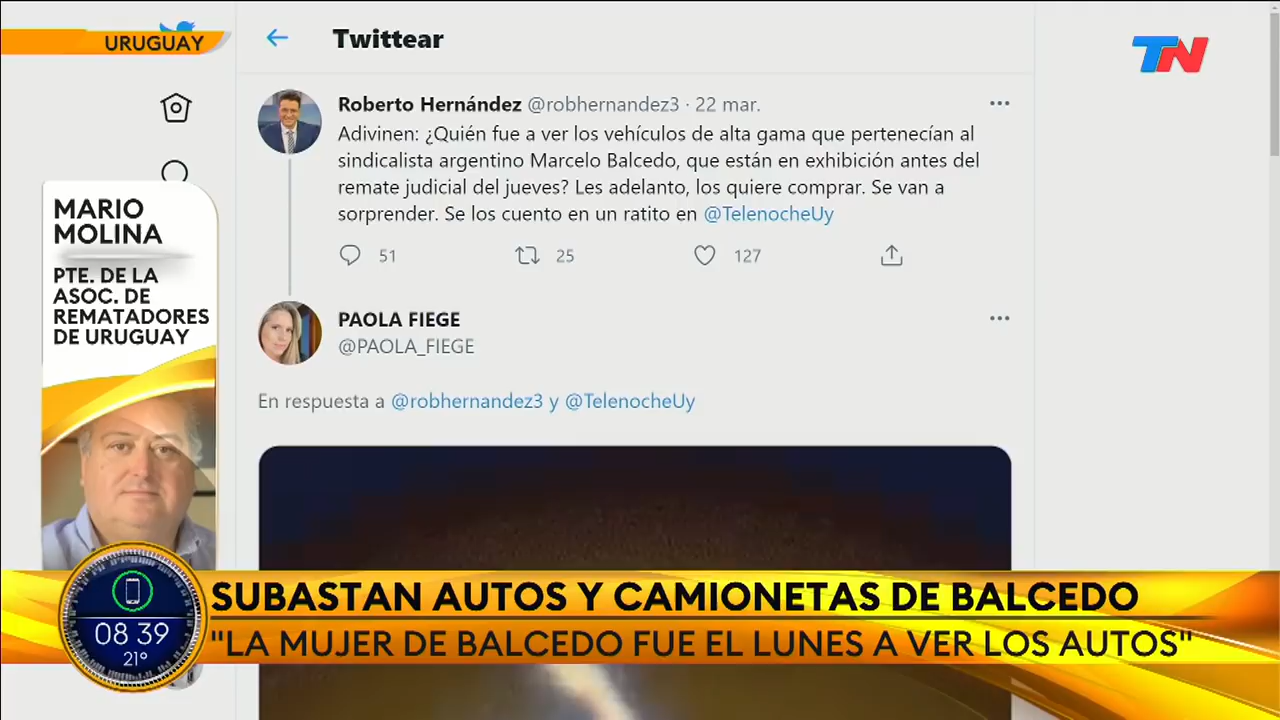 URUGUAY
Twittear
TN
Roberto Hernández @robhernandez3 · 22 mar.
Adivinen: ¿Quién fue a ver los vehículos de alta gama que pertenecían al
sindicalista argentino Marcelo Balcedo, que están en exhibición antes del
remate judicial del jueves? Les adelanto, los quiere comprar. Se van a
sorprender. Se los cuento en un ratito en @TelenocheUy
51 25 127
MARIO
MOLINA
PTE. DE LA
ASOC. DE
REMATADORES
DE URUGUAY
PAOLA FIEGE
@PAOLA_FIEGE
En respuesta a @robhernandez3 y @TelenocheUy
SUBASTAN AUTOS Y CAMIONETAS DE BALCEDO
"LA MUJER DE BALCEDO FUE EL LUNES A VER LOS AUTOS"
08 39
21°